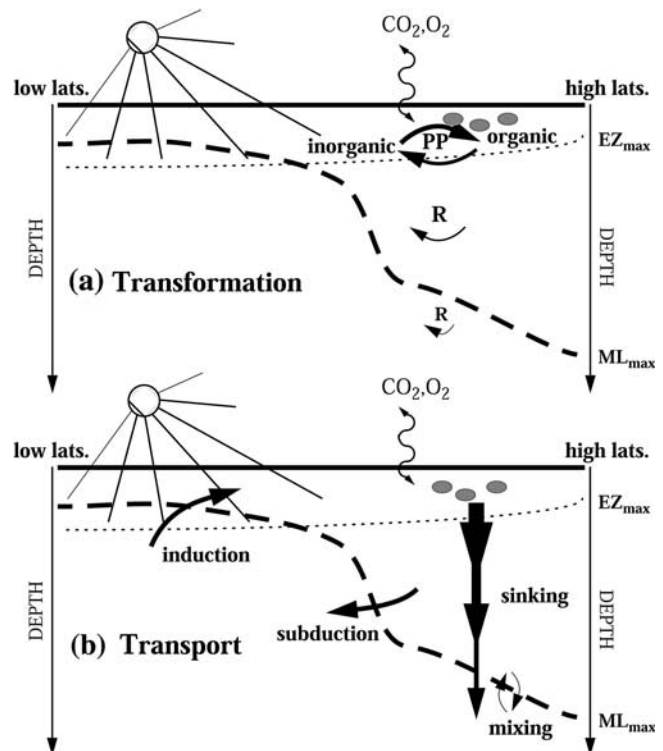 CO2,O2
low lats.
high lats.
inorganic
PP
organic
EZmax
R
DEPTH
DEPTH
(a) Transformation
R
MLmax
CO2,O2
low lats.
high lats.
EZmax
induction
sinking
DEPTH
DEPTH
subduction
(b) Transport
mixing
MLmax